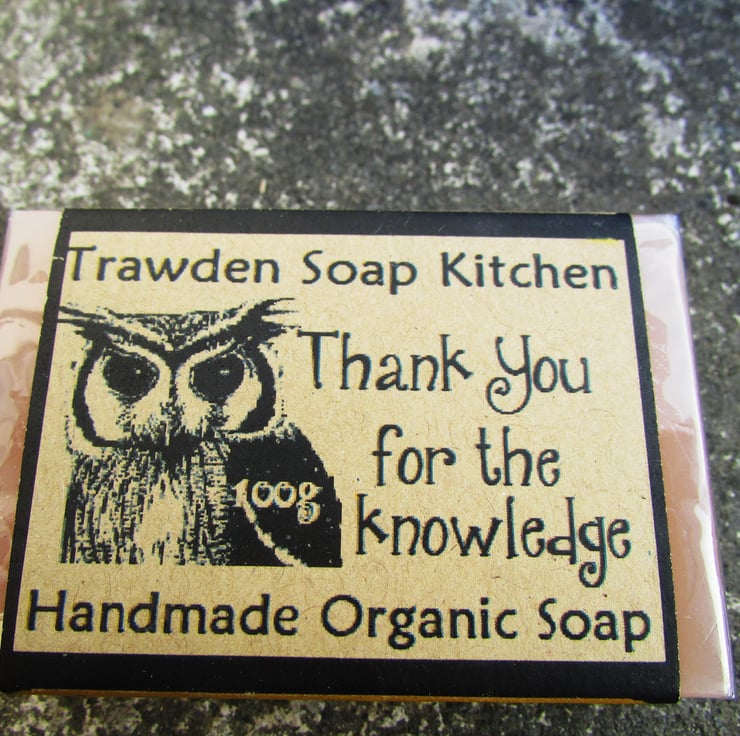 Trawden Soap Kitchen
Thank You
for the
knowledge
100g
Handmade Organic Soap